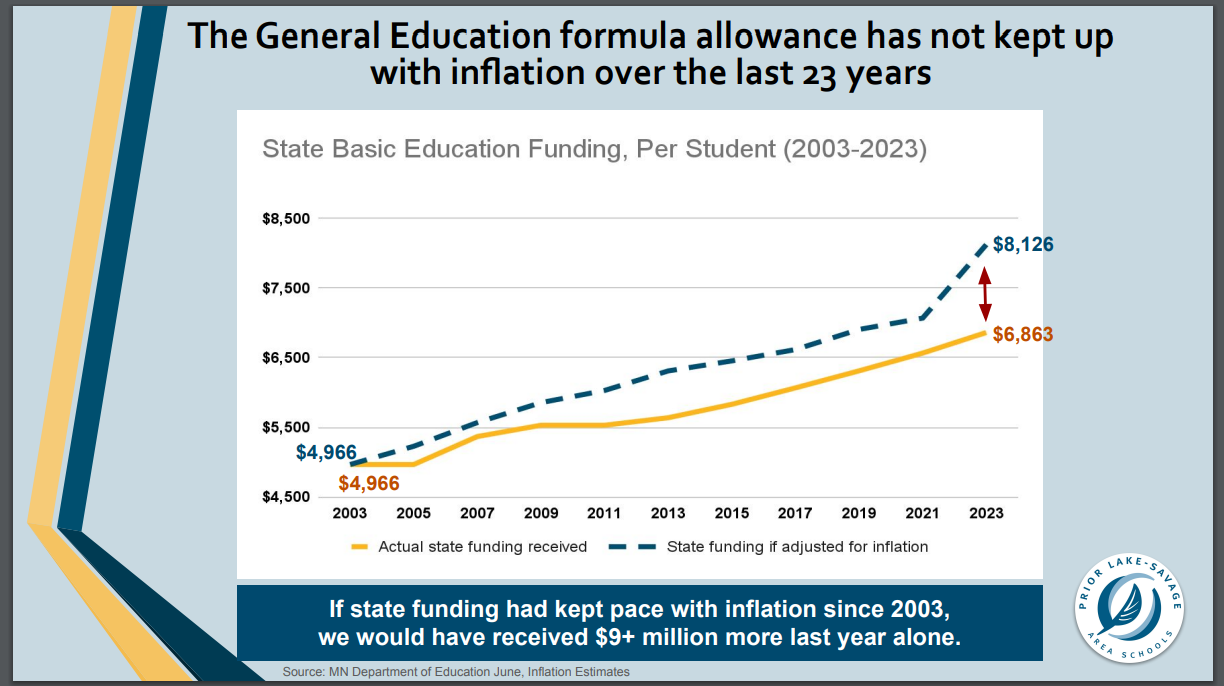 The General Education formula allowance has not kept up
with inflation over the last 23 years
State Basic Education Funding, Per Student (2003-2023)
$8,500
$8,126
$7,500
$6,863
$6,500
$5,500
$4,966
$4,966
$4,500
2003 2005 2007 2009 2011 2013 2015 2017 2019 2021 2023
Actual state funding received State funding if adjusted for inflation
If state funding had kept pace with inflation since 2003,
we would have received $9+ million more last year alone.
PRIOR LAKE-SAVAGE
AREA SCHOOLS
Source: MN Department of Education June, Inflation Estimates